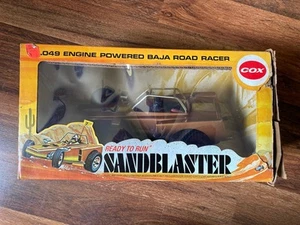 .049 ENGINE POWERED BAJA ROAD RACER
COX
READY TO RUN
SANDBLASTER